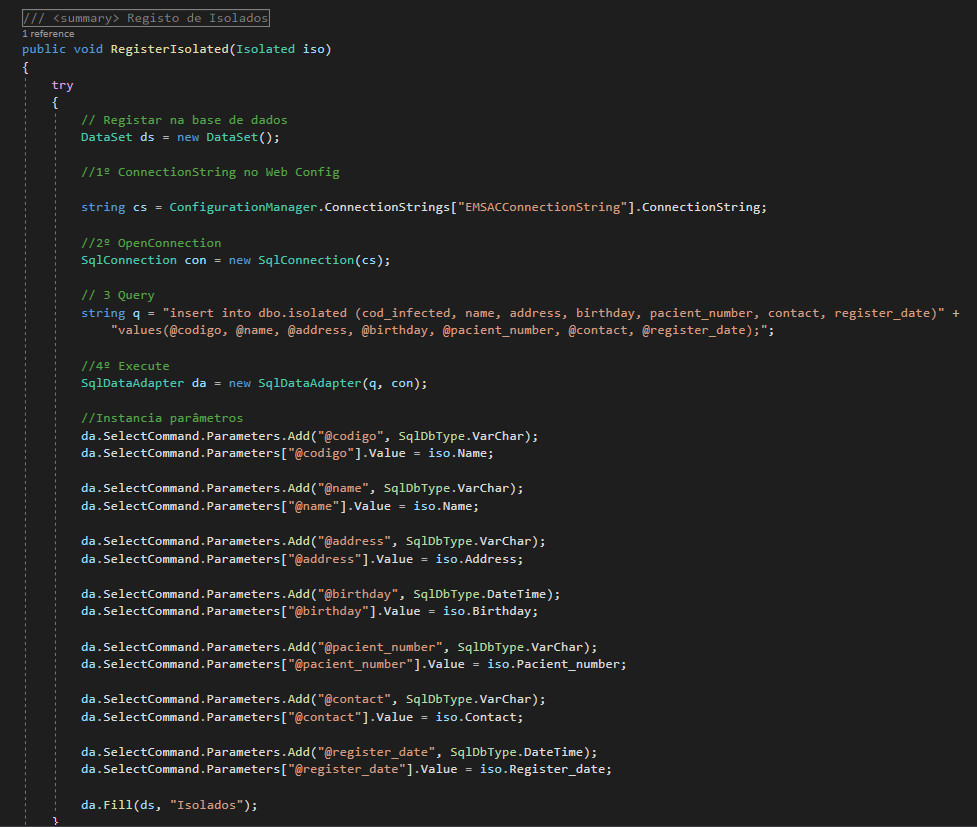 /// <summary> Registo de Isolados
1 reference
public void RegisterIsolated(Isolated iso)
{
try
{
// Registar na base de dados
DataSet ds = new DataSet();
//1º ConnectionString no Web Config
string cs = ConfigurationManager.ConnectionStrings["EMSACConnectionString"].ConnectionString;
//2º OpenConnection
SqlConnection con = new SqlConnection(cs);
// 3 Query
string q = "insert into dbo.isolated (cod_infected, name, address, birthday, pacient_number, contact, register_date)" +
"values(@codigo, @name, @address, @birthday, @pacient_number, @contact, @register_date);";
//4º Execute
SqlDataAdapter da = new SqlDataAdapter(q, con);
//Instancia parâmetros
da.SelectCommand.Parameters.Add("@codigo", SqlDbType.VarChar);
da.SelectCommand.Parameters["@codigo"].Value = iso.Name;
da.SelectCommand.Parameters.Add("@name", SqlDbType.VarChar);
da.SelectCommand.Parameters["@name"].Value = iso.Name;
da.SelectCommand.Parameters.Add("@address", SqlDbType.VarChar);
da.SelectCommand.Parameters["@address"].Value = iso.Address;
da.SelectCommand.Parameters.Add("@birthday", SqlDbType.DateTime);
da.SelectCommand.Parameters["@birthday"].Value = iso.Birthday;
da.SelectCommand.Parameters.Add("@pacient_number", SqlDbType.VarChar);
da.SelectCommand.Parameters["@pacient_number"].Value = iso.Pacient_number;
da.SelectCommand.Parameters.Add("@contact", SqlDbType.VarChar);
da.SelectCommand.Parameters["@contact"].Value = iso.Contact;
da.SelectCommand.Parameters.Add("@register_date", SqlDbType.DateTime);
da.SelectCommand.Parameters["@register_date"].Value = iso.Register_date;
da.Fill(ds, "Isolados");
}